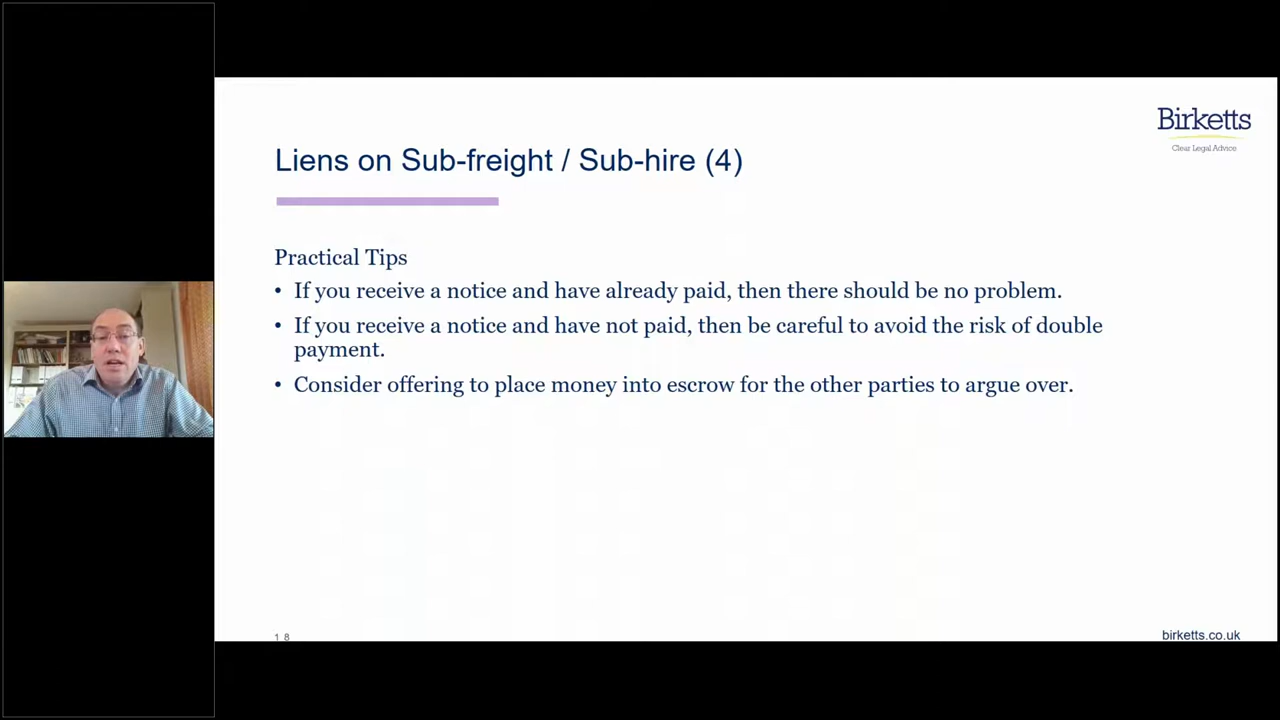 Birketts
Clear Legal Advice
Liens on Sub-freight / Sub-hire (4)
Practical Tips
• If you receive a notice and have already paid, then there should be no problem.
• If you receive a notice and have not paid, then be careful to avoid the risk of double
payment.
• Consider offering to place money into escrow for the other parties to argue over.
18
birketts.co.uk